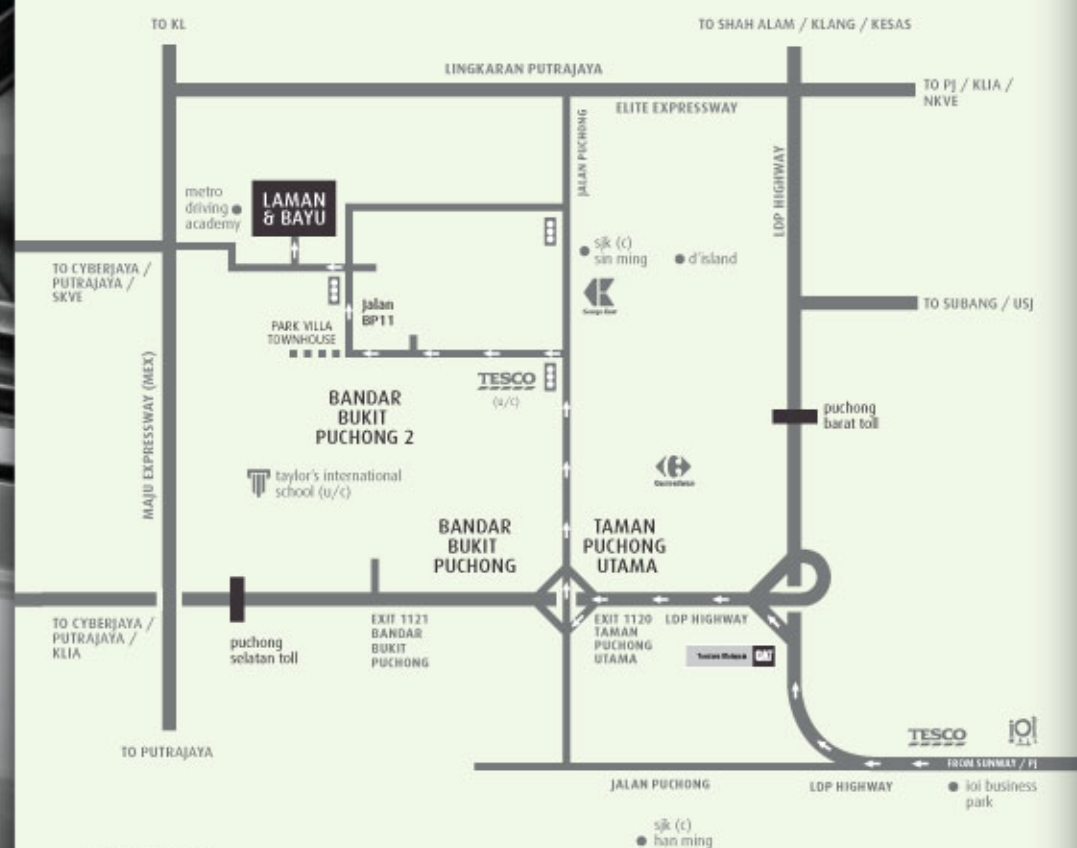 TO KL
TO SHAH ALAM / KLANG / KESAS
LINGKARAN PUTRAJAYA
TO PJ / KLIA /
NKVE
ELITE EXPRESSWAY
JALAN PUCHONG
LDP HIGHWAY
metro
driving
academy
LAMAN
& BAYU
sjk (c)
sin ming
d'island
TO CYBERJAYA /
PUTRAJAYA /
SKVE
Jalan
BP11
TO SUBANG / USJ
PARK VILLA
TOWNHOUSE
TESCO
(u/c)
MAJU EXPRESSWAY (MEX)
BANDAR
BUKIT
PUCHONG 2
puchong
barat toll
taylor's international
school (u/c)
BANDAR
BUKIT
PUCHONG
TAMAN
PUCHONG
UTAMA
TO CYBERJAYA /
PUTRAJAYA /
KLIA
puchong
selatan toll
EXIT 1121
BANDAR
BUKIT
PUCHONG
EXIT 1120
TAMAN
PUCHONG
UTAMA
LDP HIGHWAY
CAT
TO PUTRAJAYA
TESCO
ioi
FROM SUNWAY / PJ
JALAN PUCHONG
LDP HIGHWAY
ioi business
park
sjk (c)
han ming